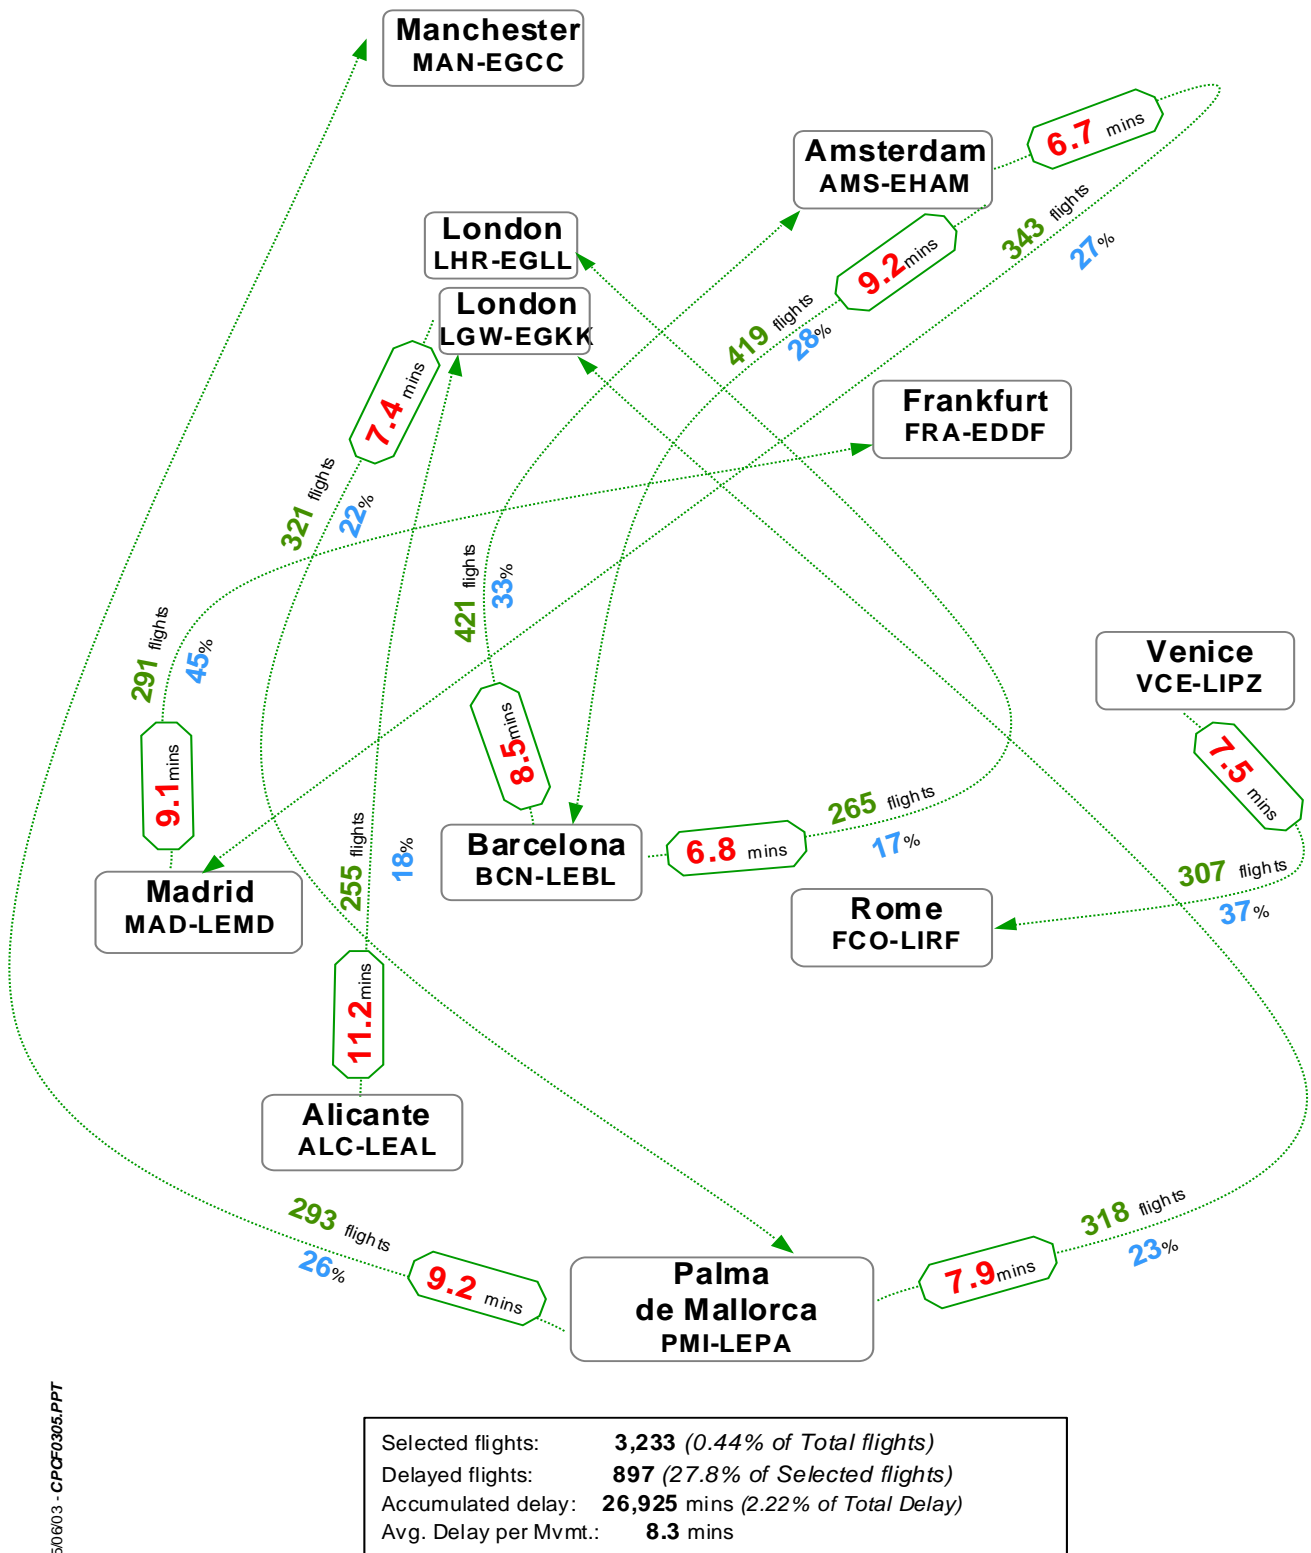 Manchester
MAN-EGCC
6.7 mins
Amsterdam
AMS-EHAM
343 flights
27%
London
LHR-EGLL
9.2 mins
London
LGW-EGKK
419 flights
28%
7.4 mins
Frankfurt
FRA-EDDF
321 flights
22%
421 flights
33%
291 flights
45%
Venice
VCE-LIPZ
8.5 mins
7.5 mins
9.1 mins
265 flights
17%
255 flights
18%
Barcelona
BCN-LEBL
6.8 mins
307 flights
37%
Madrid
MAD-LEMD
Rome
FCO-LIRF
11.2 mins
Alicante
ALC-LEAL
293 flights
26%
318 flights
23%
9.2 mins
Palma
de Mallorca
PMI-LEPA
7.9 mins
5/06/03 - CPCF0305.PPT
Selected flights: 3,233 (0.44% of Total flights)
Delayed flights: 897 (27.8% of Selected flights)
Accumulated delay: 26,925 mins (2.22% of Total Delay)
Avg. Delay per Mvmt.: 8.3 mins